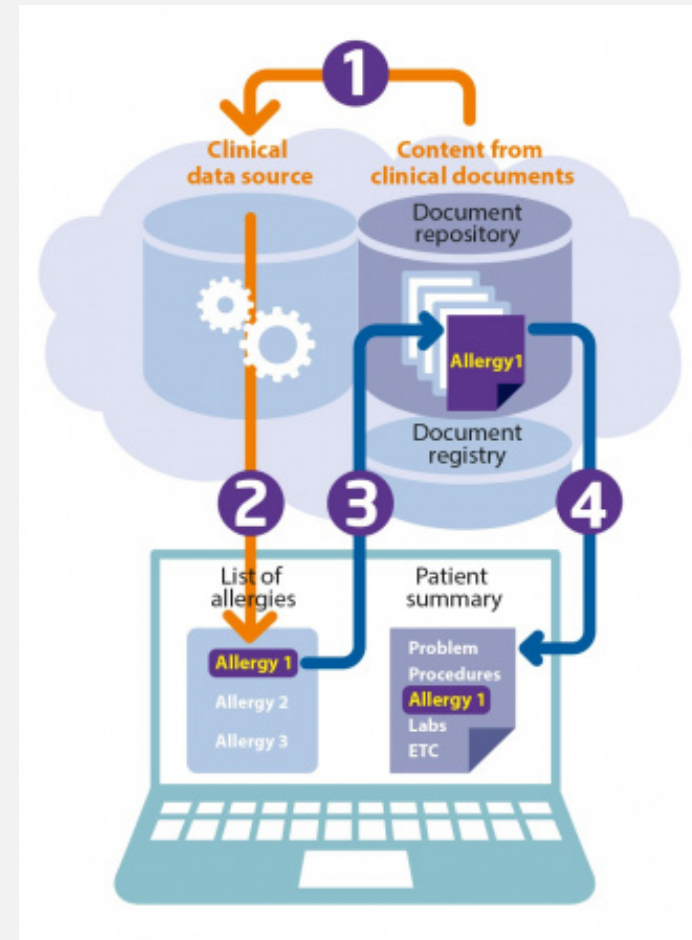 1
Clinical
data source
Content from
clinical documents
Document
repository
Allergy1
Document
registry
2
3
4
List of
allergies
Allergy 1
Allergy 2
Allergy 3
Patient
summary
Problem
Procedures
Allergy 1
Labs
ETC